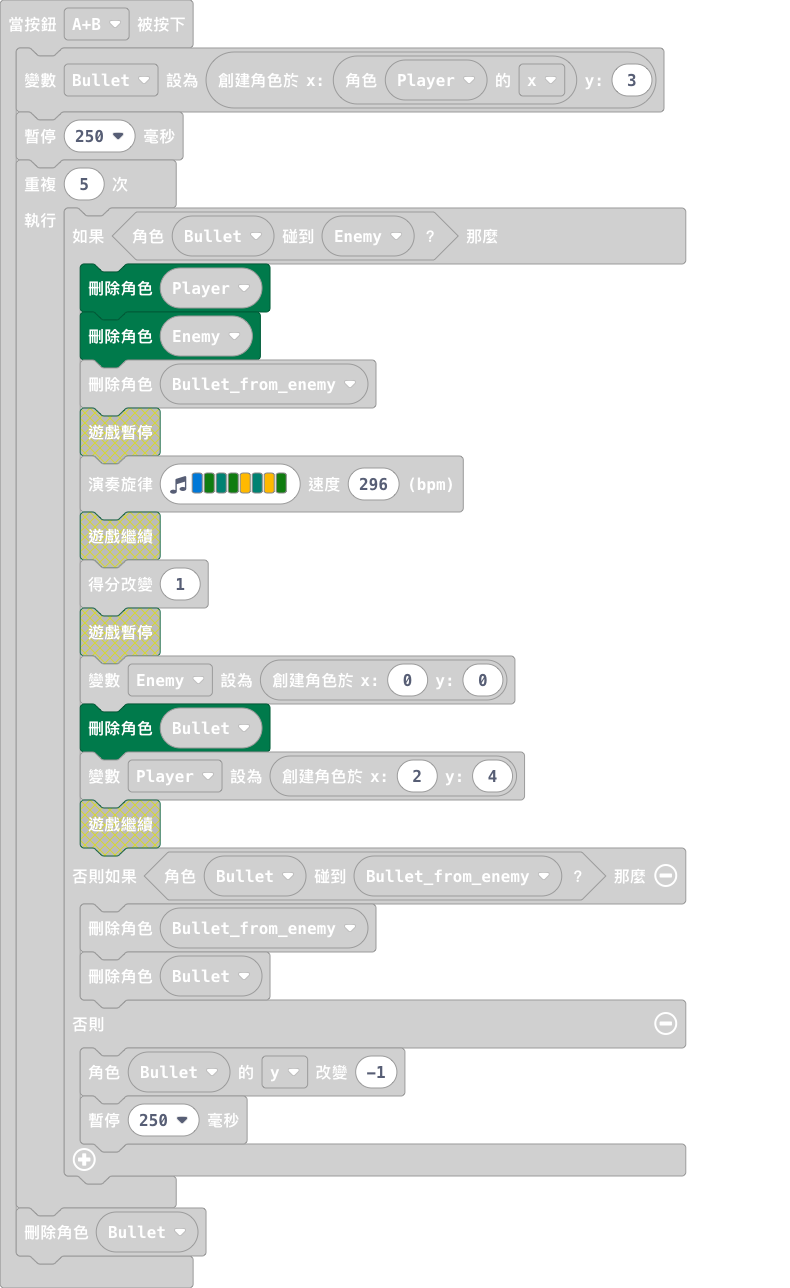 當按鈕 A+B 被按下
變數 Bullet 設為 創建角色於 x: 角色 Player 的 x y: 3
暫停 250 毫秒
重複 5 次
執行
如果 角色 Bullet 碰到 Enemy ? 那麼
刪除角色 Player
刪除角色 Enemy
刪除角色 Bullet_from_enemy
遊戲暫停
演奏旋律 速度 296 (bpm)
遊戲繼續
得分改變 1
遊戲暫停
變數 Enemy 設為 創建角色於 x: 0 y: 0
刪除角色 Bullet
變數 Player 設為 創建角色於 x: 2 y: 4
遊戲繼續
否則如果 角色 Bullet 碰到 Bullet_from_enemy ? 那麼
刪除角色 Bullet_from_enemy
刪除角色 Bullet
否則
角色 Bullet 的 y 改變 -1
暫停 250 毫秒
刪除角色 Bullet